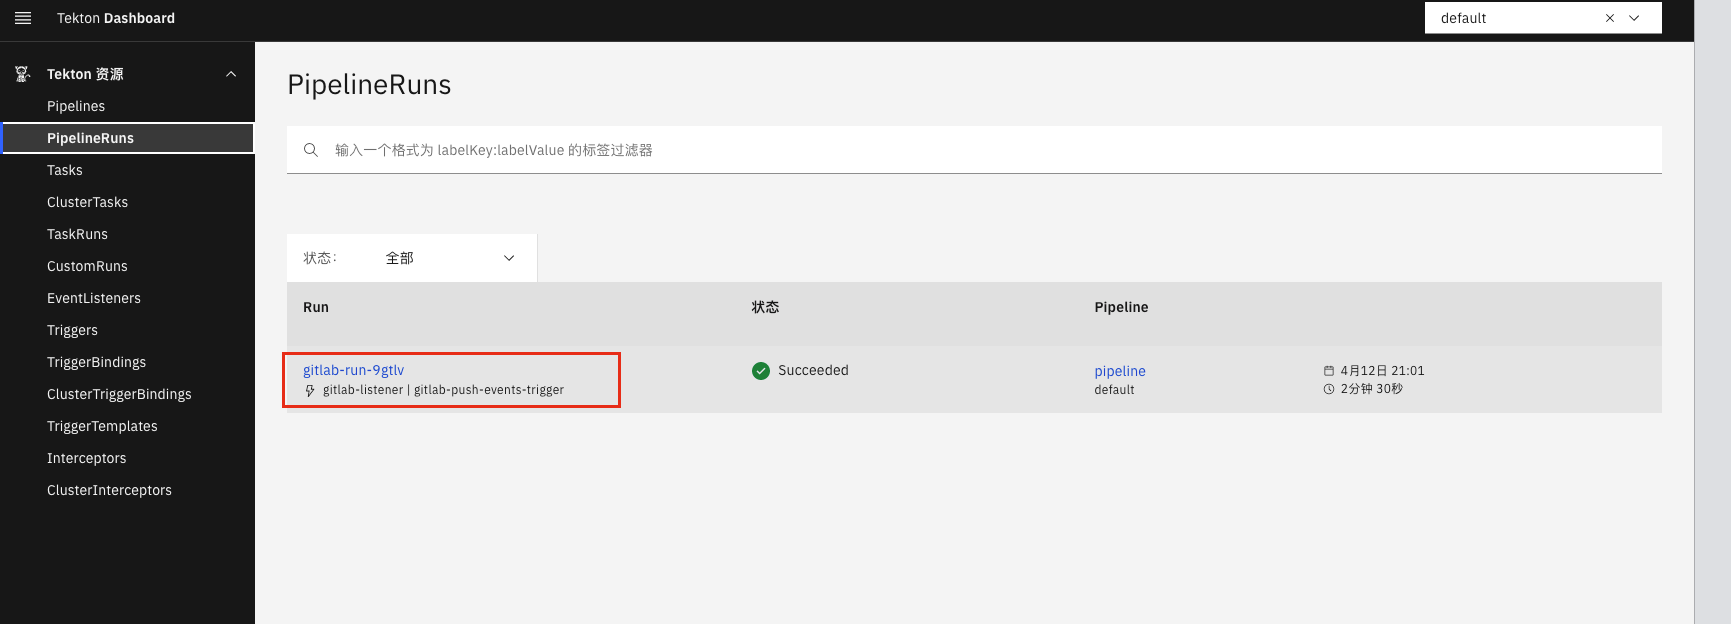 Tekton Dashboard
default
Tekton 资源
Pipelines
PipelineRuns
Tasks
ClusterTasks
TaskRuns
CustomRuns
EventListeners
Triggers
TriggerBindings
ClusterTriggerBindings
TriggerTemplates
Interceptors
ClusterInterceptors
PipelineRuns
输入一个格式为 labelKey:labelValue 的标签过滤器
状态: 全部
Run 状态 Pipeline
gitlab-run-9gtlv Succeeded pipeline 4月12日 21:01
gitlab-listener | gitlab-push-events-trigger default 2分钟 30秒